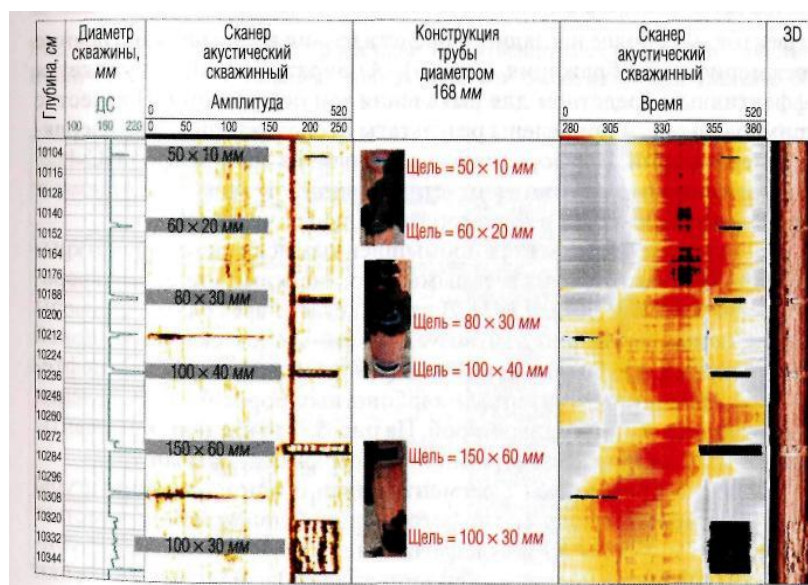 Глубина, см
Диаметр
скважины,
мм
ДС
100 160 220
Сканер
акустический
скважинный
Амплитуда
0 520
0 50 100 150 200 250
Конструкция
трубы
диаметром
168 мм
Сканер
акустический
скважинный
Время
0 520
280 305 330 355 380
3D
10104
10116
10128
10140
10152
10164
10176
10188
10200
10212
10224
10236
10248
10260
10272
10284
10296
10308
10320
10332
10344
50 × 10 мм
60 × 20 мм
80 × 30 мм
100 × 40 мм
150 × 60 мм
100 × 30 мм
Щель = 50 × 10 мм
Щель = 60 × 20 мм
Щель = 80 × 30 мм
Щель = 100 × 40 мм
Щель = 150 × 60 мм
Щель = 100 × 30 мм